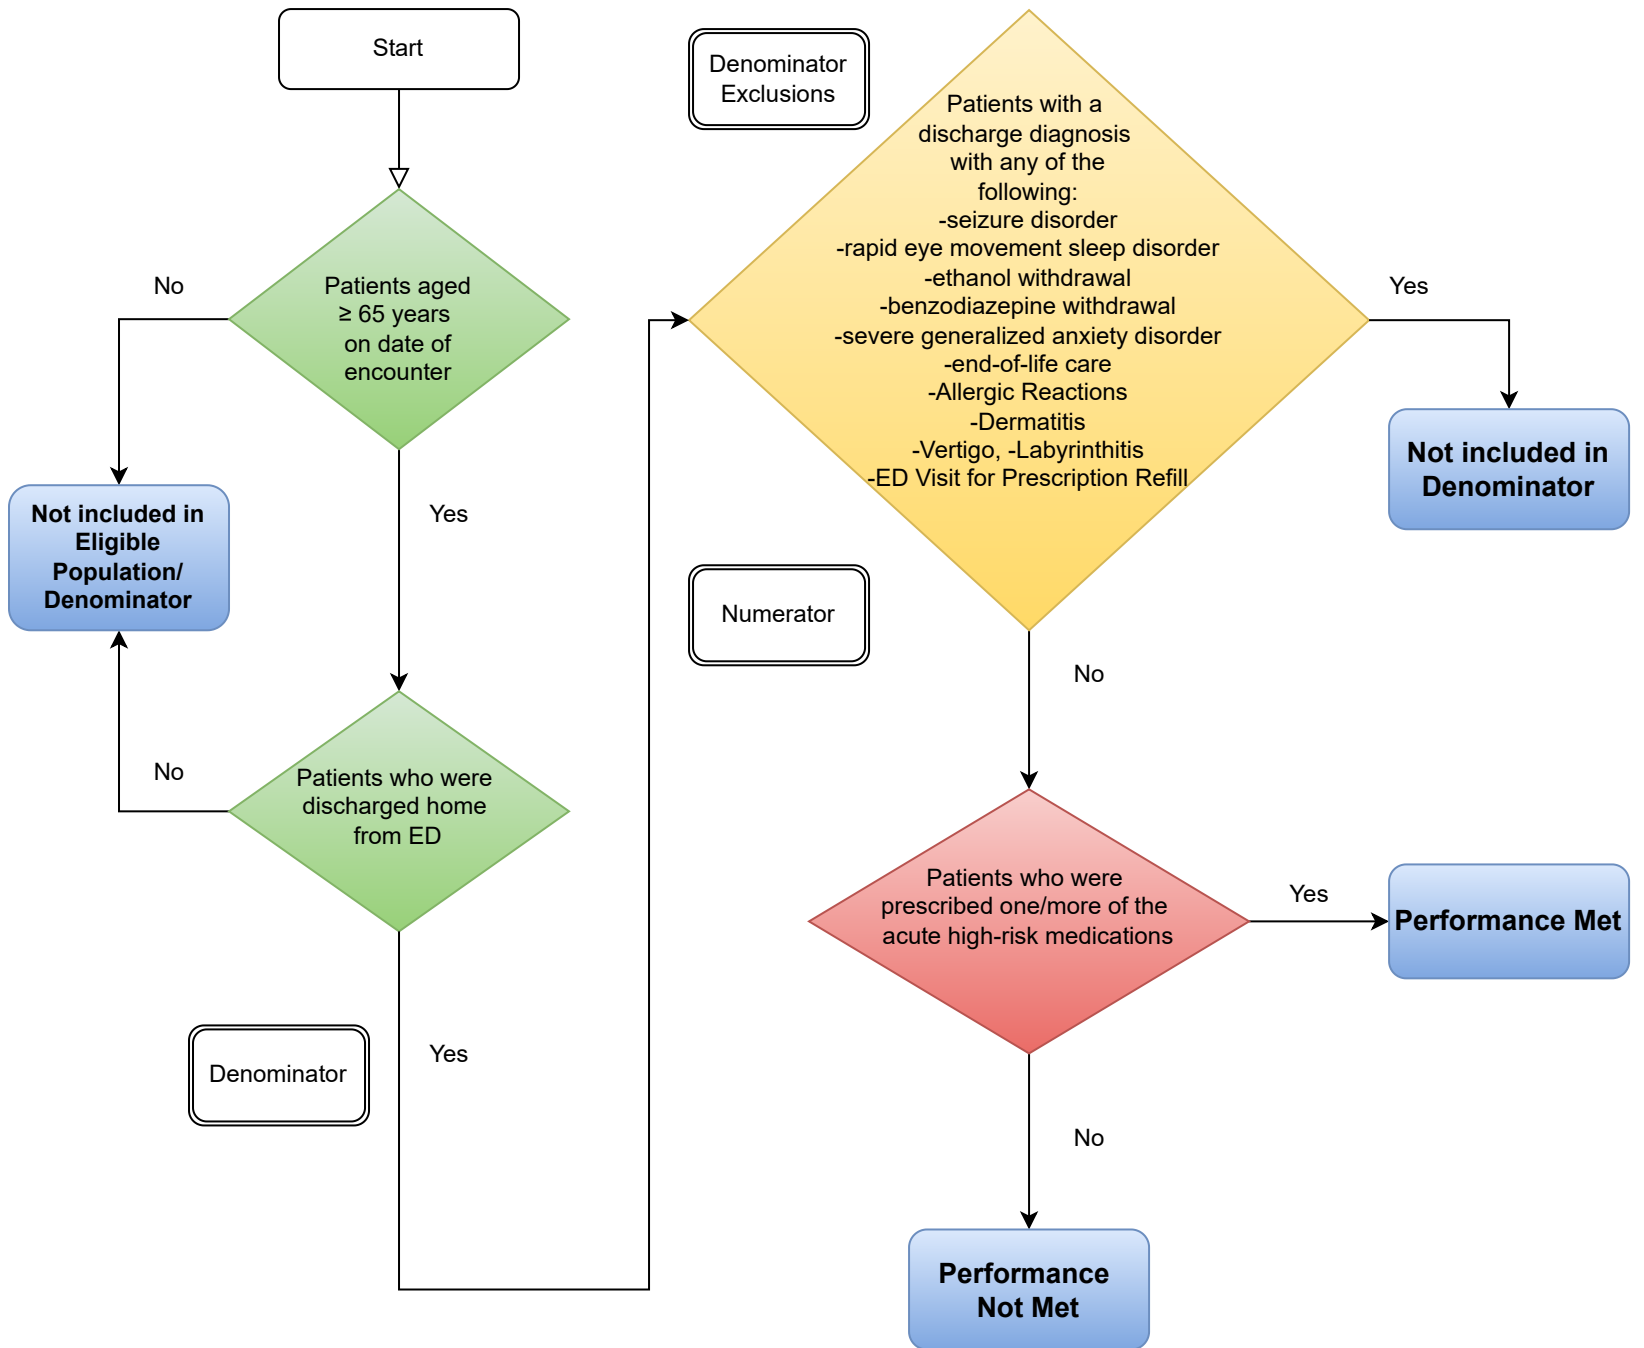 Start
Patients aged
≥ 65 years
on date of
encounter
No
Yes
Not included in
Eligible
Population/
Denominator
No
Patients who were
discharged home
from ED
Yes
Denominator
Denominator
Exclusions
Patients with a
discharge diagnosis
with any of the
following:
-seizure disorder
-rapid eye movement sleep disorder
-ethanol withdrawal
-benzodiazepine withdrawal
-severe generalized anxiety disorder
-end-of-life care
-Allergic Reactions
-Dermatitis
-Vertigo, -Labyrinthitis
-ED Visit for Prescription Refill
Yes
Not included in
Denominator
Numerator
No
Patients who were
prescribed one/more of the
acute high-risk medications
Yes
Performance Met
No
Performance
Not Met